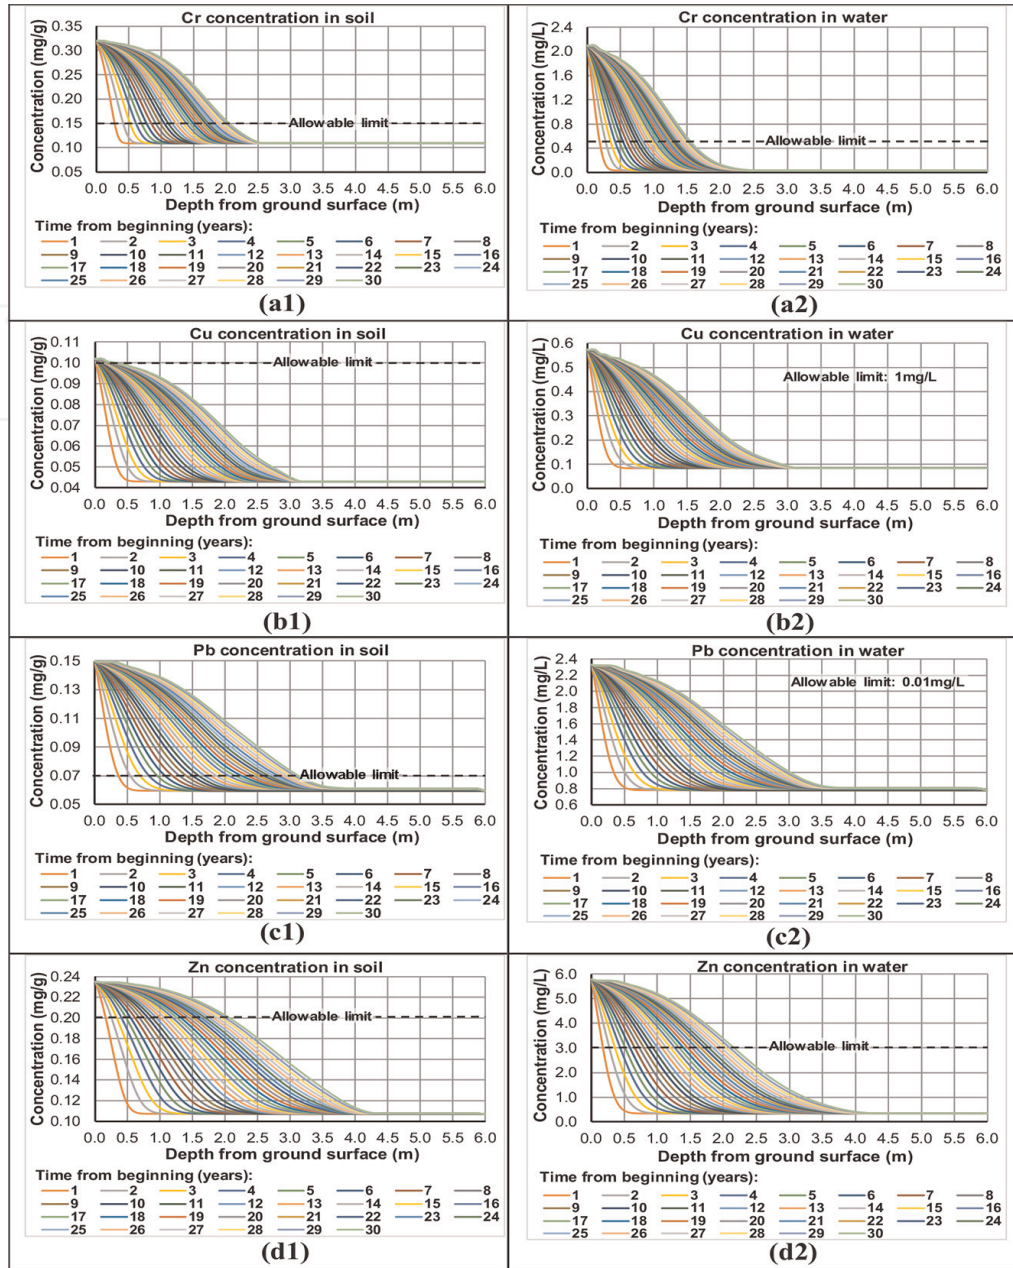 Cr concentration in soil
Concentration (mg/g)
0.35
0.30
0.25
0.20
0.15
0.10
0.05
Allowable limit
0.0 0.5 1.0 1.5 2.0 2.5 3.0 3.5 4.0 4.5 5.0 5.5 6.0
Depth from ground surface (m)
Time from beginning (years):
1 2 3 4 5 6 7 8
9 10 11 12 13 14 15 16
17 18 19 20 21 22 23 24
25 26 27 28 29 30
(a1)
Cr concentration in water
Concentration (mg/L)
2.4
2.0
1.6
1.2
0.8
0.4
0.0
Allowable limit
0.0 0.5 1.0 1.5 2.0 2.5 3.0 3.5 4.0 4.5 5.0 5.5 6.0
Depth from ground surface (m)
Time from beginning (years):
1 2 3 4 5 6 7 8
9 10 11 12 13 14 15 16
17 18 19 20 21 22 23 24
25 26 27 28 29 30
(a2)
Cu concentration in soil
Concentration (mg/g)
0.11
0.10
0.09
0.08
0.07
0.06
0.05
0.04
Allowable limit
0.0 0.5 1.0 1.5 2.0 2.5 3.0 3.5 4.0 4.5 5.0 5.5 6.0
Depth from ground surface (m)
Time from beginning (years):
1 2 3 4 5 6 7 8
9 10 11 12 13 14 15 16
17 18 19 20 21 22 23 24
25 26 27 28 29 30
(b1)
Cu concentration in water
Concentration (mg/L)
0.6
0.5
0.4
0.3
0.2
0.1
0.0
Allowable limit: 1mg/L
0.0 0.5 1.0 1.5 2.0 2.5 3.0 3.5 4.0 4.5 5.0 5.5 6.0
Depth from ground surface (m)
Time from beginning (years):
1 2 3 4 5 6 7 8
9 10 11 12 13 14 15 16
17 18 19 20 21 22 23 24
25 26 27 28 29 30
(b2)
Pb concentration in soil
Concentration (mg/g)
0.15
0.13
0.11
0.09
0.07
0.05
Allowable limit
0.0 0.5 1.0 1.5 2.0 2.5 3.0 3.5 4.0 4.5 5.0 5.5 6.0
Depth from ground surface (m)
Time from beginning (years):
1 2 3 4 5 6 7 8
9 10 11 12 13 14 15 16
17 18 19 20 21 22 23 24
25 26 27 28 29 30
(c1)
Pb concentration in water
Concentration (mg/L)
2.4
2.2
2.0
1.8
1.6
1.4
1.2
1.0
0.8
0.6
Allowable limit: 0.01mg/L
0.0 0.5 1.0 1.5 2.0 2.5 3.0 3.5 4.0 4.5 5.0 5.5 6.0
Depth from ground surface (m)
Time from beginning (years):
1 2 3 4 5 6 7 8
9 10 11 12 13 14 15 16
17 18 19 20 21 22 23 24
25 26 27 28 29 30
(c2)
Zn concentration in soil
Concentration (mg/g)
0.24
0.22
0.20
0.18
0.16
0.14
0.12
0.10
Allowable limit
0.0 0.5 1.0 1.5 2.0 2.5 3.0 3.5 4.0 4.5 5.0 5.5 6.0
Depth from ground surface (m)
Time from beginning (years):
1 2 3 4 5 6 7 8
9 10 11 12 13 14 15 16
17 18 19 20 21 22 23 24
25 26 27 28 29 30
(d1)
Zn concentration in water
Concentration (mg/L)
6.0
5.0
4.0
3.0
2.0
1.0
0.0
Allowable limit
0.0 0.5 1.0 1.5 2.0 2.5 3.0 3.5 4.0 4.5 5.0 5.5 6.0
Depth from ground surface (m)
Time from beginning (years):
1 2 3 4 5 6 7 8
9 10 11 12 13 14 15 16
17 18 19 20 21 22 23 24
25 26 27 28 29 30
(d2)